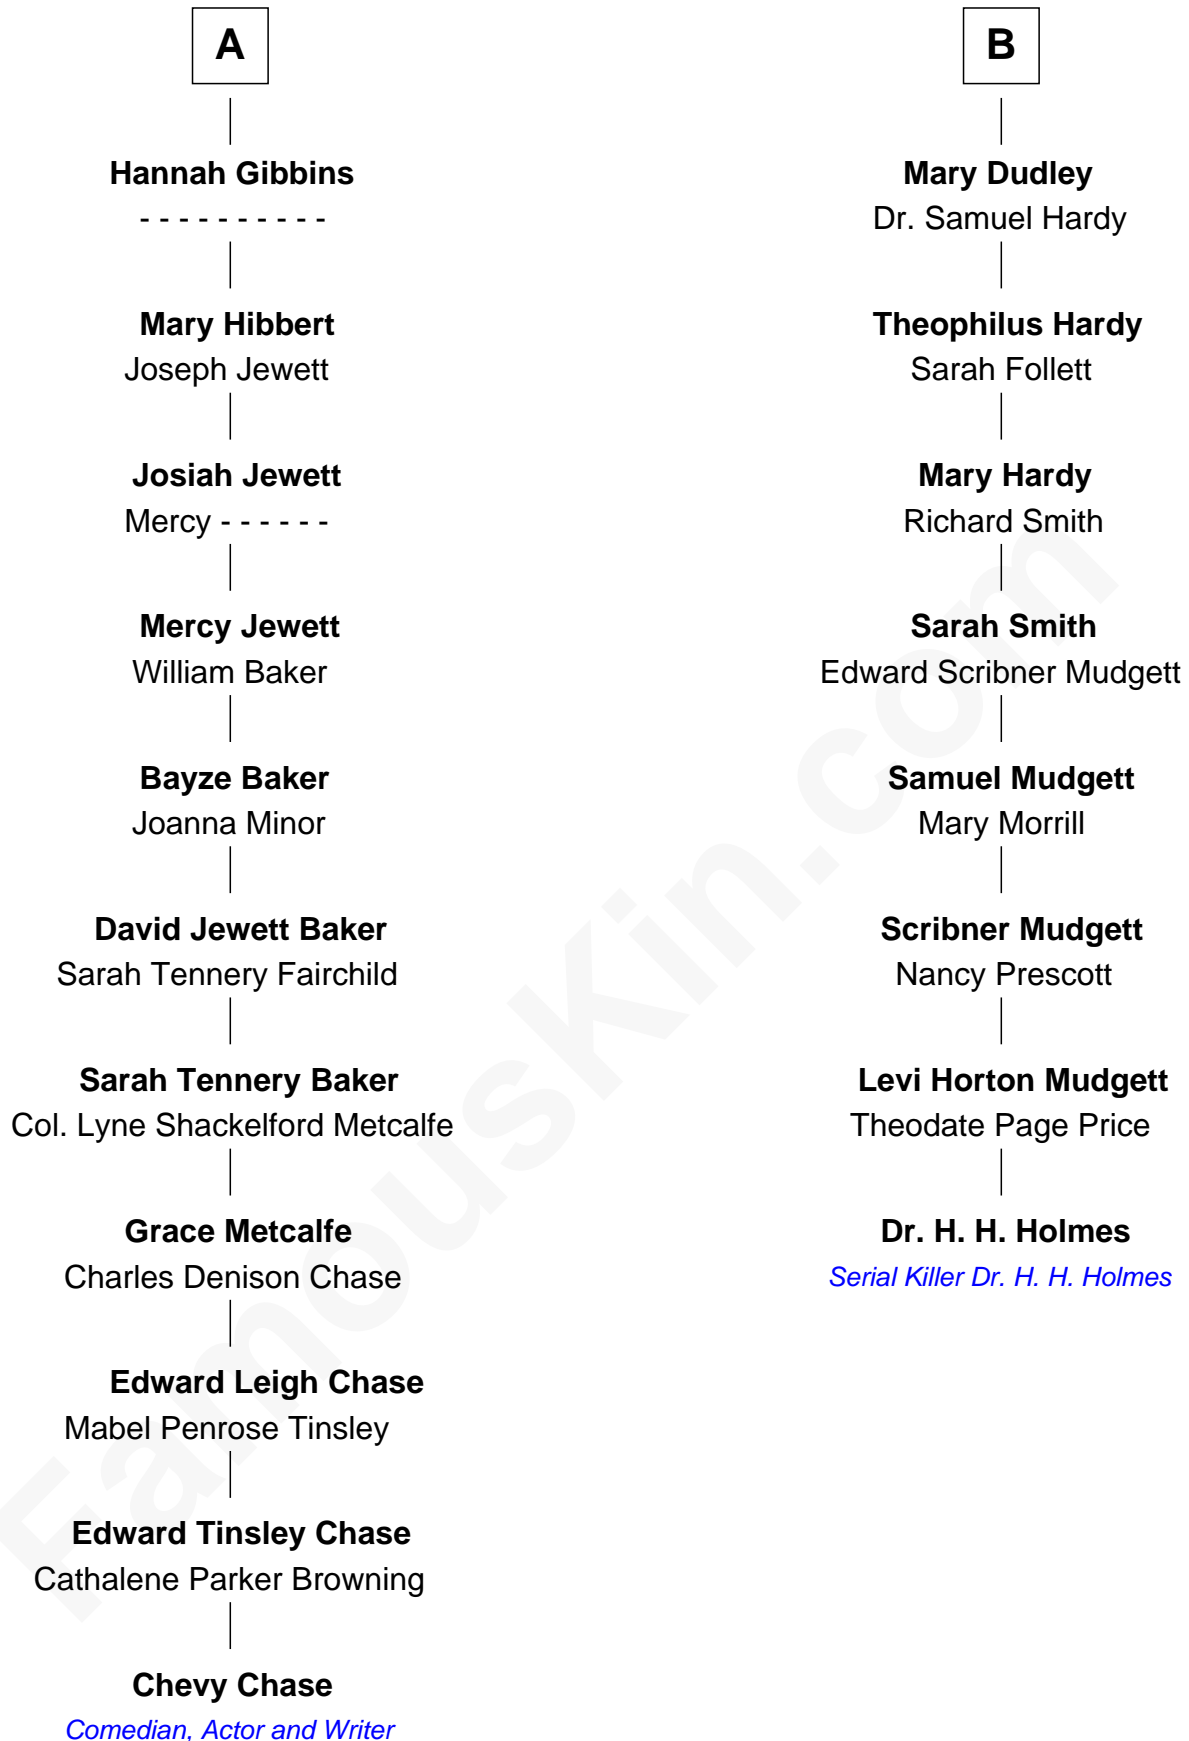 A
Hannah Gibbins
- - - - - - - - - -
Mary Hibbert
Joseph Jewett
Josiah Jewett
Mercy - - - - - -
Mercy Jewett
William Baker
Bayze Baker
Joanna Minor
David Jewett Baker
Sarah Tennery Fairchild
Sarah Tennery Baker
Col. Lyne Shackelford Metcalfe
Grace Metcalfe
Charles Denison Chase
Edward Leigh Chase
Mabel Penrose Tinsley
Edward Tinsley Chase
Cathalene Parker Browning
Chevy Chase
Comedian, Actor and Writer
B
Mary Dudley
Dr. Samuel Hardy
Theophilus Hardy
Sarah Follett
Mary Hardy
Richard Smith
Sarah Smith
Edward Scribner Mudgett
Samuel Mudgett
Mary Morrill
Scribner Mudgett
Nancy Prescott
Levi Horton Mudgett
Theodate Page Price
Dr. H. H. Holmes
Serial Killer Dr. H. H. Holmes
FamousKin.com